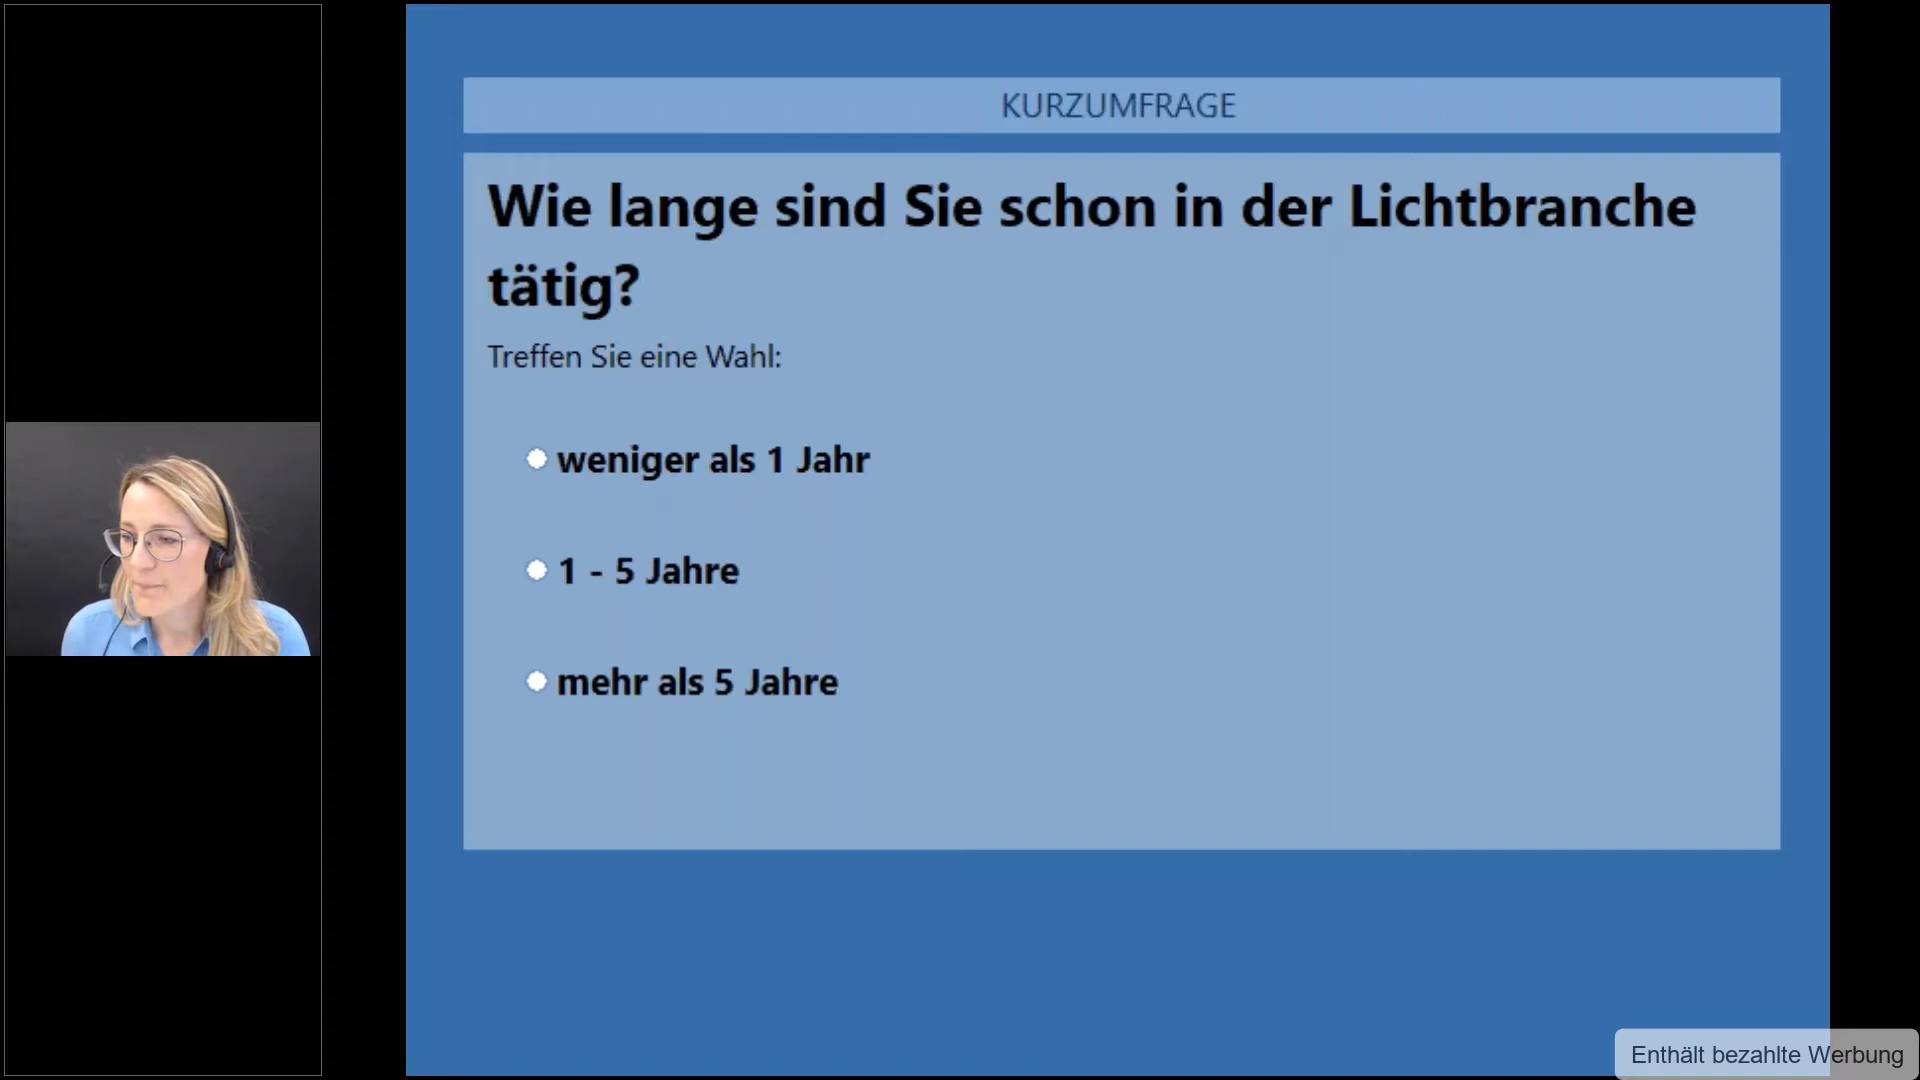 KURZUMFRAGE
Wie lange sind Sie schon in der Lichtbranche
tätig?
Treffen Sie eine Wahl:
weniger als 1 Jahr
1 - 5 Jahre
mehr als 5 Jahre
Enthält bezahlte Werbung